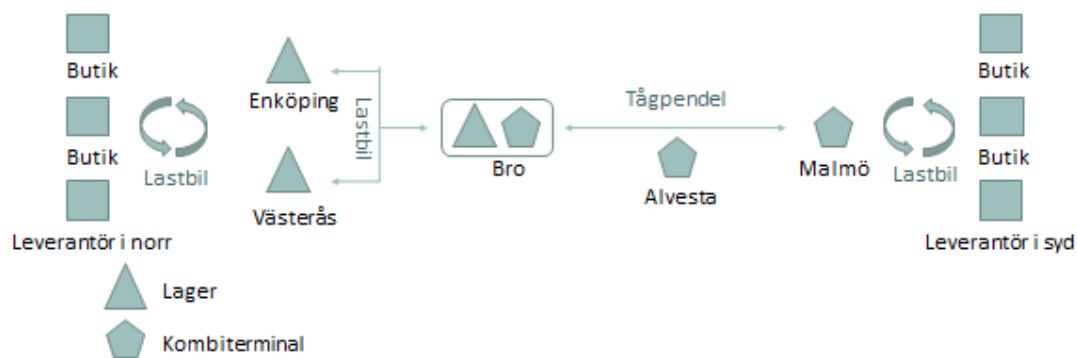 Butik
Butik
Leverantör i norr
Lastbil
Enköping
Västerås
Lastbil
Bro
Tågpendel
Alvesta
Malmö
Lastbil
Butik
Butik
Leverantör i syd
Lager
Kombiterminal